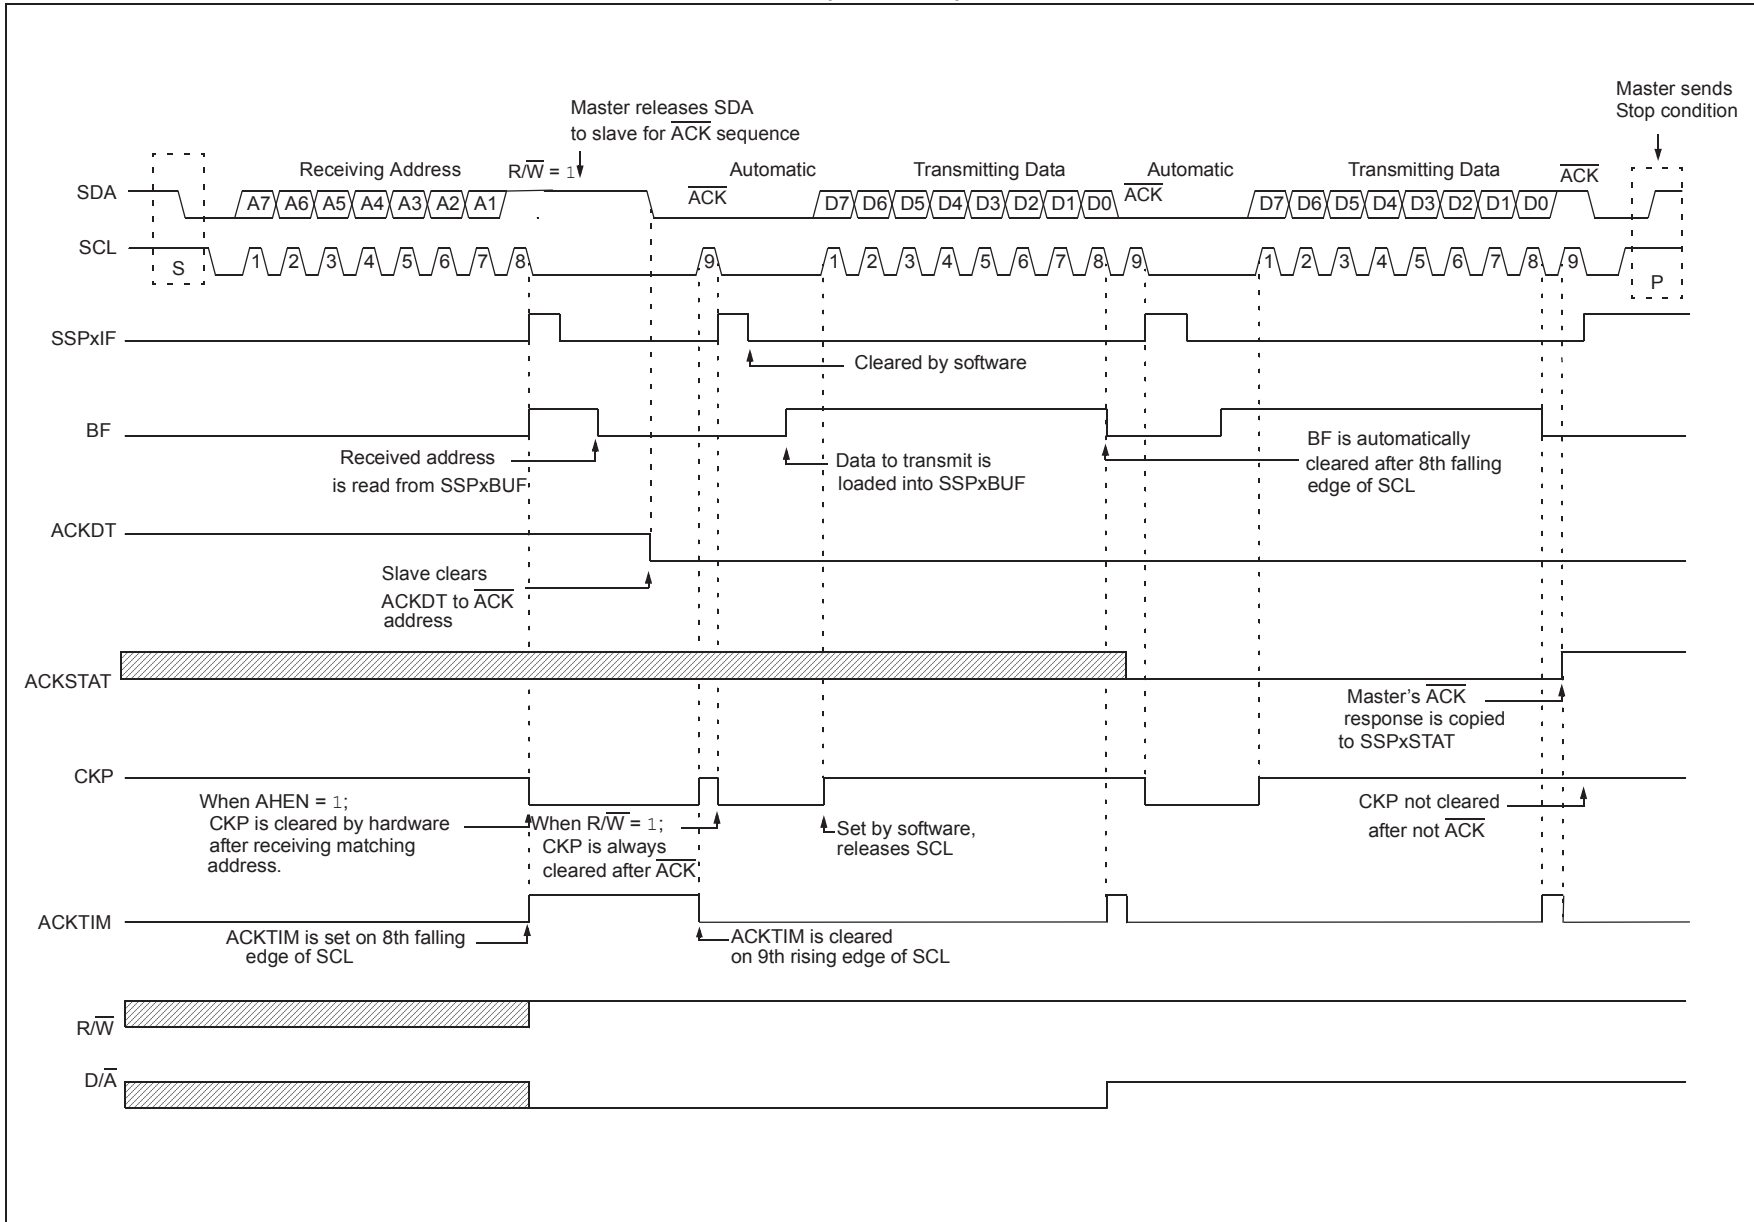 Master sends
Stop condition
Master releases SDA
to slave for A̅C̅K̅ sequence
Receiving Address R/W̅ = 1 Automatic Transmitting Data Automatic Transmitting Data A̅C̅K̅
SDA A7 A6 A5 A4 A3 A2 A1 A̅C̅K̅ D7 D6 D5 D4 D3 D2 D1 D0 A̅C̅K̅ D7 D6 D5 D4 D3 D2 D1 D0
SCL S 1 2 3 4 5 6 7 8 9 1 2 3 4 5 6 7 8 9 1 2 3 4 5 6 7 8 9 P
SSPxIF
Cleared by software
BF
Received address
is read from SSPxBUF
Data to transmit is
loaded into SSPxBUF
BF is automatically
cleared after 8th falling
edge of SCL
ACKDT
Slave clears
ACKDT to A̅C̅K̅
address
ACKSTAT
Master's A̅C̅K̅
response is copied
to SSPxSTAT
CKP
When AHEN = 1;
CKP is cleared by hardware
after receiving matching
address.
When R/W̅ = 1;
CKP is always
cleared after A̅C̅K̅
Set by software,
releases SCL
CKP not cleared
after not A̅C̅K̅
ACKTIM
ACKTIM is set on 8th falling
edge of SCL
ACKTIM is cleared
on 9th rising edge of SCL
R/W̅
D/A̅